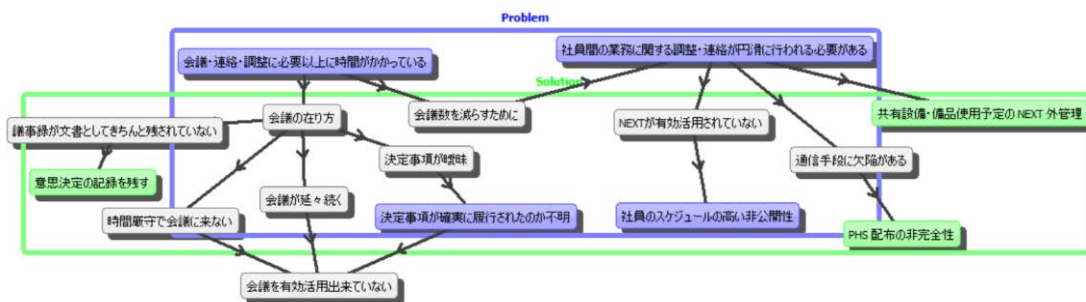 Problem
社員間の業務に関する調整・連絡が円滑に行われる必要がある
会議・連絡・調整に必要以上に時間がかかっている
Solution
会議の在り方
会議数を減らすために
共有設備・備品使用予定の NEXT 外管理
議事録が文書としてきちんと残されていない
NEXTが有効活用されていない
決定事項が曖昧
通信手段に欠陥がある
意思決定の記録を残す
会議が延々続く
時間厳守で会議に来ない
決定事項が確実に履行されたのか不明
社員のスケジュールの高い非公開性
PHS 配布の非完全性
会議を有効活用出来ていない